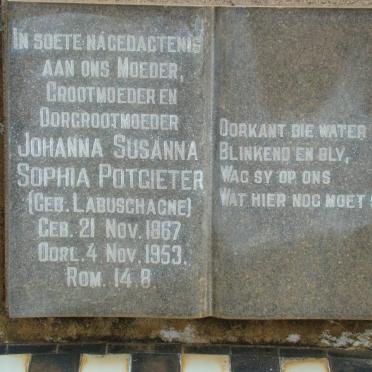 IN SOETE NAGEDAGTENIS
AAN ONS MOEDER,
GROOTMOEDER EN
OORGROOTMOEDER
JOHANNA SUSANNA
SOPHIA POTGIETER
(GEB. LABUSCHAGNE)
GEB. 21 NOV. 1867
OORL. 4 NOV. 1953.
ROM. 14.8.
OORKANT DIE WATER
BLINKEND EN BLY,
WAG SY OP ONS
WAT HIER NOG MOET